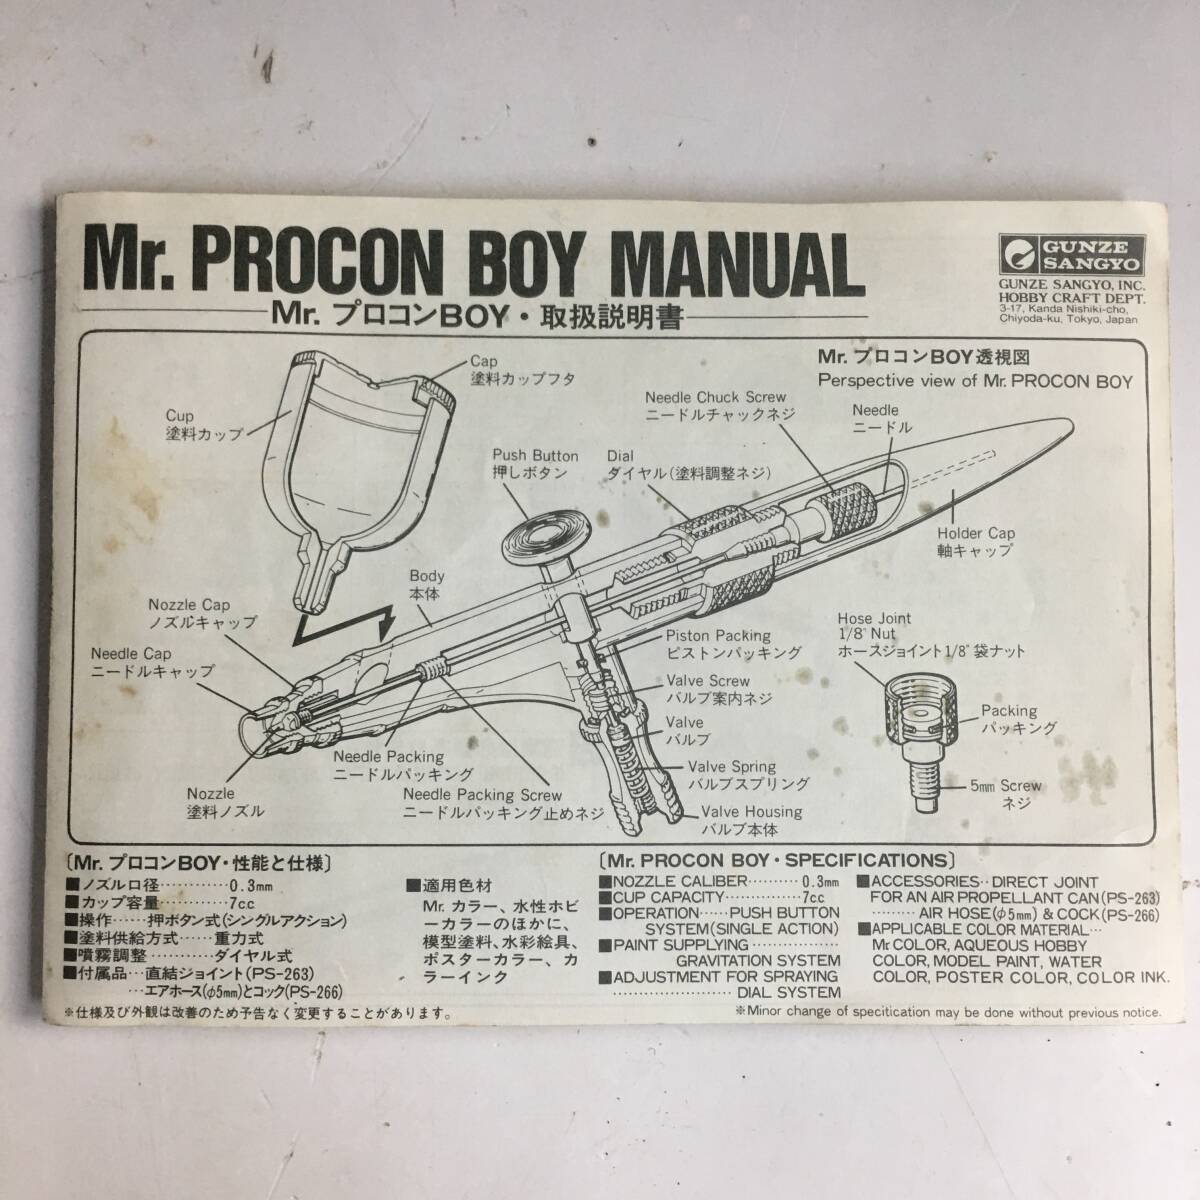 Mr. PROCON BOY MANUAL
Mr. プロコンBOY・取扱説明書
GUNZE
SANGYO
GUNZE SANGYO, INC.
HOBBY CRAFT DEPT.
3-17, Kanda Nishiki-cho,
Chiyoda-ku, Tokyo, Japan
Mr. プロコンBOY透視図
Perspective view of Mr. PROCON BOY
Cap
塗料カップフタ
Cup
塗料カップ
Needle Chuck Screw
ニードルチャックネジ
Needle
ニードル
Push Button
押しボタン
Dial
ダイヤル(塗料調整ネジ)
Holder Cap
軸キャップ
Body
本体
Nozzle Cap
ノズルキャップ
Needle Cap
ニードルキャップ
Hose Joint
1/8" Nut
ホースジョイント1/8"袋ナット
Piston Packing
ピストンパッキング
Valve Screw
バルブ案内ネジ
Valve
バルブ
Packing
パッキング
Needle Packing
ニードルパッキング
Valve Spring
バルブスプリング
5mm Screw
ネジ
Nozzle
塗料ノズル
Needle Packing Screw
ニードルパッキング止めネジ
Valve Housing
バルブ本体
〔Mr. プロコンBOY・性能と仕様〕
■ノズル口径…………0.3mm
■カップ容量…………7cc
■操作……押ボタン式(シングルアクション)
■塗料供給方式……重力式
■噴霧調整…………ダイヤル式
■付属品…直結ジョイント(PS-263)
…エアホース(φ5mm)とコック(PS-266)
■適用色材
Mr. カラー、水性ホビ
ーカラーのほかに、
模型塗料、水彩絵具、
ポスターカラー、カ
ラーインク
※仕様及び外観は改善のため予告なく変更することがあります。
〔Mr. PROCON BOY・SPECIFICATIONS〕
■NOZZLE CALIBER………0.3mm
■CUP CAPACITY…………7cc
■OPERATION……PUSH BUTTON
SYSTEM(SINGLE ACTION)
■PAINT SUPPLYING……………
GRAVITATION SYSTEM
■ADJUSTMENT FOR SPRAYING
………………DIAL SYSTEM
■ACCESSORIES‥DIRECT JOINT
FOR AN AIR PROPELLANT CAN(PS-263)
………AIR HOSE(φ5mm) & COCK(PS-266)
■APPLICABLE COLOR MATERIAL…
Mr COLOR, AQUEOUS HOBBY
COLOR, MODEL PAINT, WATER
COLOR, POSTER COLOR, COLOR INK.
※Minor change of specitication may be done without previous notice.